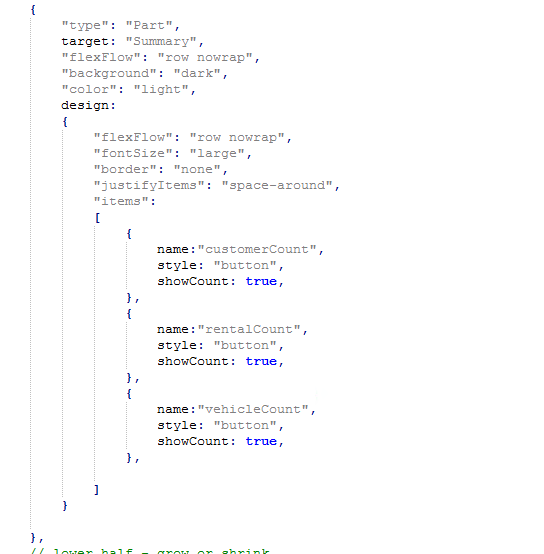 {
"type": "Part",
target: "Summary",
"flexFlow": "row nowrap",
"background": "dark",
"color": "light",
design:
{
"flexFlow": "row nowrap",
"fontSize": "large",
"border": "none",
"justifyItems": "space-around",
"items":
[
{
name:"customerCount",
style: "button",
showCount: true,
},
{
name:"rentalCount",
style: "button",
showCount: true,
},
{
name:"vehicleCount",
style: "button",
showCount: true,
},
]
}
},
// lower half - grow or shrink